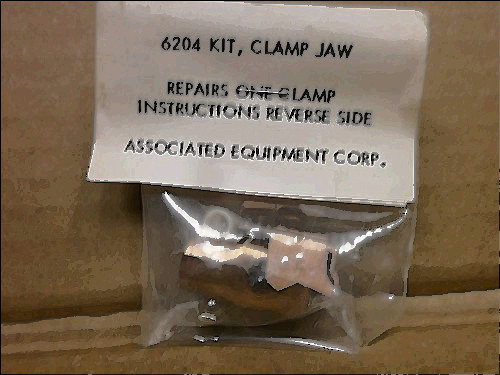 6204 KIT, CLAMP JAW
REPAIRS ONE CLAMP
INSTRUCTIONS REVERSE SIDE
ASSOCIATED EQUIPMENT CORP.